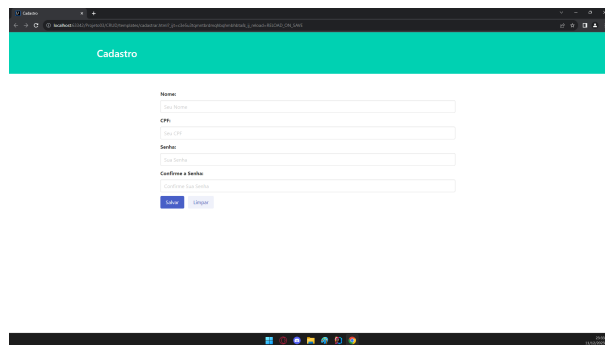 Cadastro
Cadastro
Nome:
Seu Nome
CPF:
Seu CPF
Senha:
Sua Senha
Confirme a Senha:
Confirme Sua Senha
Salvar
Limpar